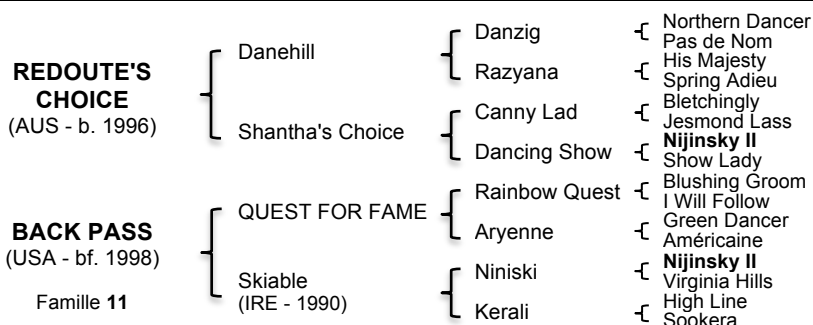 REDOUTE'S
CHOICE
(AUS - b. 1996)
Danehill
Shantha's Choice
Danzig
Razyana
Canny Lad
Dancing Show
Northern Dancer
Pas de Nom
His Majesty
Spring Adieu
Bletchingly
Jesmond Lass
Nijinsky II
Show Lady
BACK PASS
(USA - bf. 1998)
Famille 11
QUEST FOR FAME
Skiable
(IRE - 1990)
Rainbow Quest
Aryenne
Niniski
Kerali
Blushing Groom
I Will Follow
Green Dancer
Américaine
Nijinsky II
Virginia Hills
High Line
Sookera